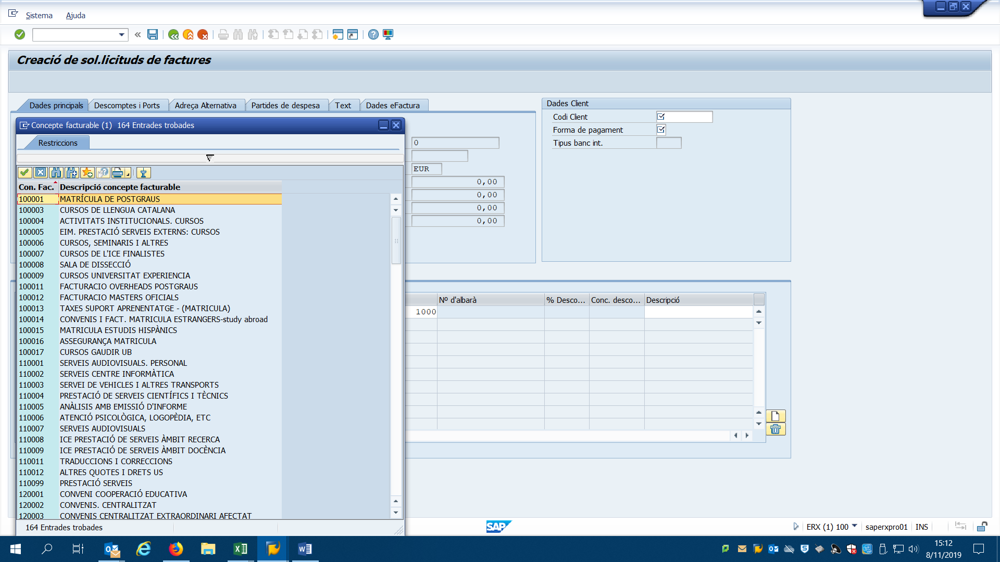 Sistema Ajuda
Creació de sol.licituds de factures
Dades principals Descomptes i Ports Adreça Alternativa Partides de despesa Text Dades eFactura
Dades Client
Codi Client
Forma de pagament
Tipus banc int.
Concepte facturable (1) 164 Entrades trobades
Restriccions
0
EUR
0,00
0,00
0,00
0,00
Con. Fac. Descripció concepte facturable
100001 MATRÍCULA DE POSTGRAUS
100003 CURSOS DE LLENGUA CATALANA
100004 ACTIVITATS INSTITUCIONALS. CURSOS
100005 EIM. PRESTACIÓ SERVEIS EXTERNS: CURSOS
100006 CURSOS, SEMINARIS I ALTRES
100007 CURSOS DE L'ICE FINALISTES
100008 SALA DE DISSECCIÓ
100009 CURSOS UNIVERSITAT EXPERIENCIA
100011 FACTURACIO OVERHEADS POSTGRAUS
100012 FACTURACIO MASTERS OFICIALS
100013 TAXES SUPORT APRENENTATGE - (MATRICULA)
100014 CONVENIS I FACT. MATRICULA ESTRANGERS-study abroad
100015 MATRICULA ESTUDIS HISPÀNICS
100016 ASSEGURANÇA MATRICULA
100017 CURSOS GAUDIR UB
110001 SERVEIS AUDIOVISUALS. PERSONAL
110002 SERVEIS CENTRE INFORMÀTICA
110003 SERVEI DE VEHICLES I ALTRES TRANSPORTS
110004 PRESTACIÓ DE SERVEIS CIENTÍFICS I TÈCNICS
110005 ANÀLISIS AMB EMISSIÓ D'INFORME
110006 ATENCIÓ PSICOLÒGICA, LOGOPÈDIA, ETC
110007 SERVEIS AUDIOVISUALS
110008 ICE PRESTACIÓ DE SERVEIS ÀMBIT RECERCA
110009 ICE PRESTACIÓ DE SERVEIS ÀMBIT DOCÈNCIA
110011 TRADUCCIONS I CORRECCIONS
110012 ALTRES QUOTES I DRETS US
110099 PRESTACIÓ SERVEIS
120001 CONVENI COOPERACIÓ EDUCATIVA
120002 CONVENIS. CENTRALITZAT
120003 CONVENIS CENTRALITZAT EXTRAORDINARI AFECTAT
164 Entrades trobades
Nº d'albarà % Desco... Conc. desco... Descripció
1000
SAP
ERX (1) 100 saperxpro01 INS
15:12
8/11/2019